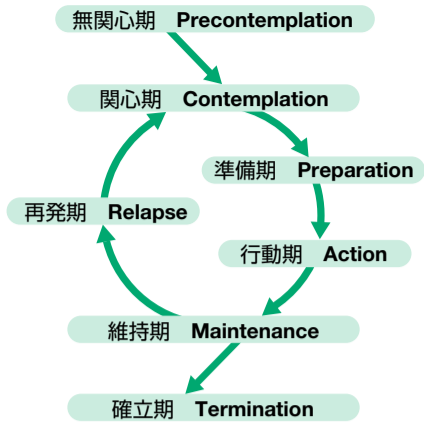 無関心期 Precontemplation
関心期 Contemplation
準備期 Preparation
再発期 Relapse
行動期 Action
維持期 Maintenance
確立期 Termination